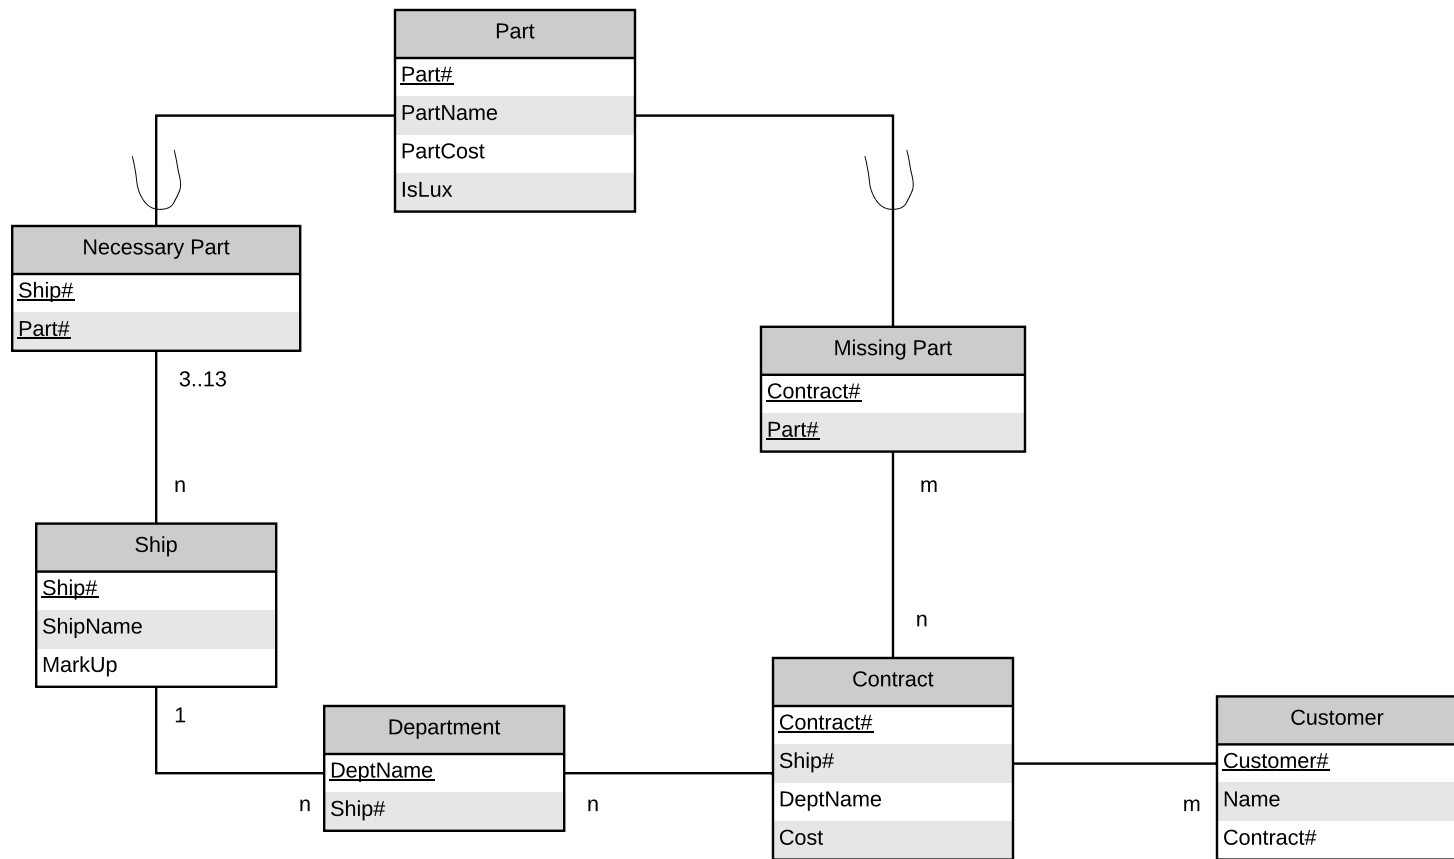 Part
Part#
PartName
PartCost
IsLux
Necessary Part
Ship#
Part#
3..13
n
Missing Part
Contract#
Part#
m
n
Ship
Ship#
ShipName
MarkUp
1
Department
DeptName
Ship#
n
n
Contract
Contract#
Ship#
DeptName
Cost
m
Customer
Customer#
Name
Contract#